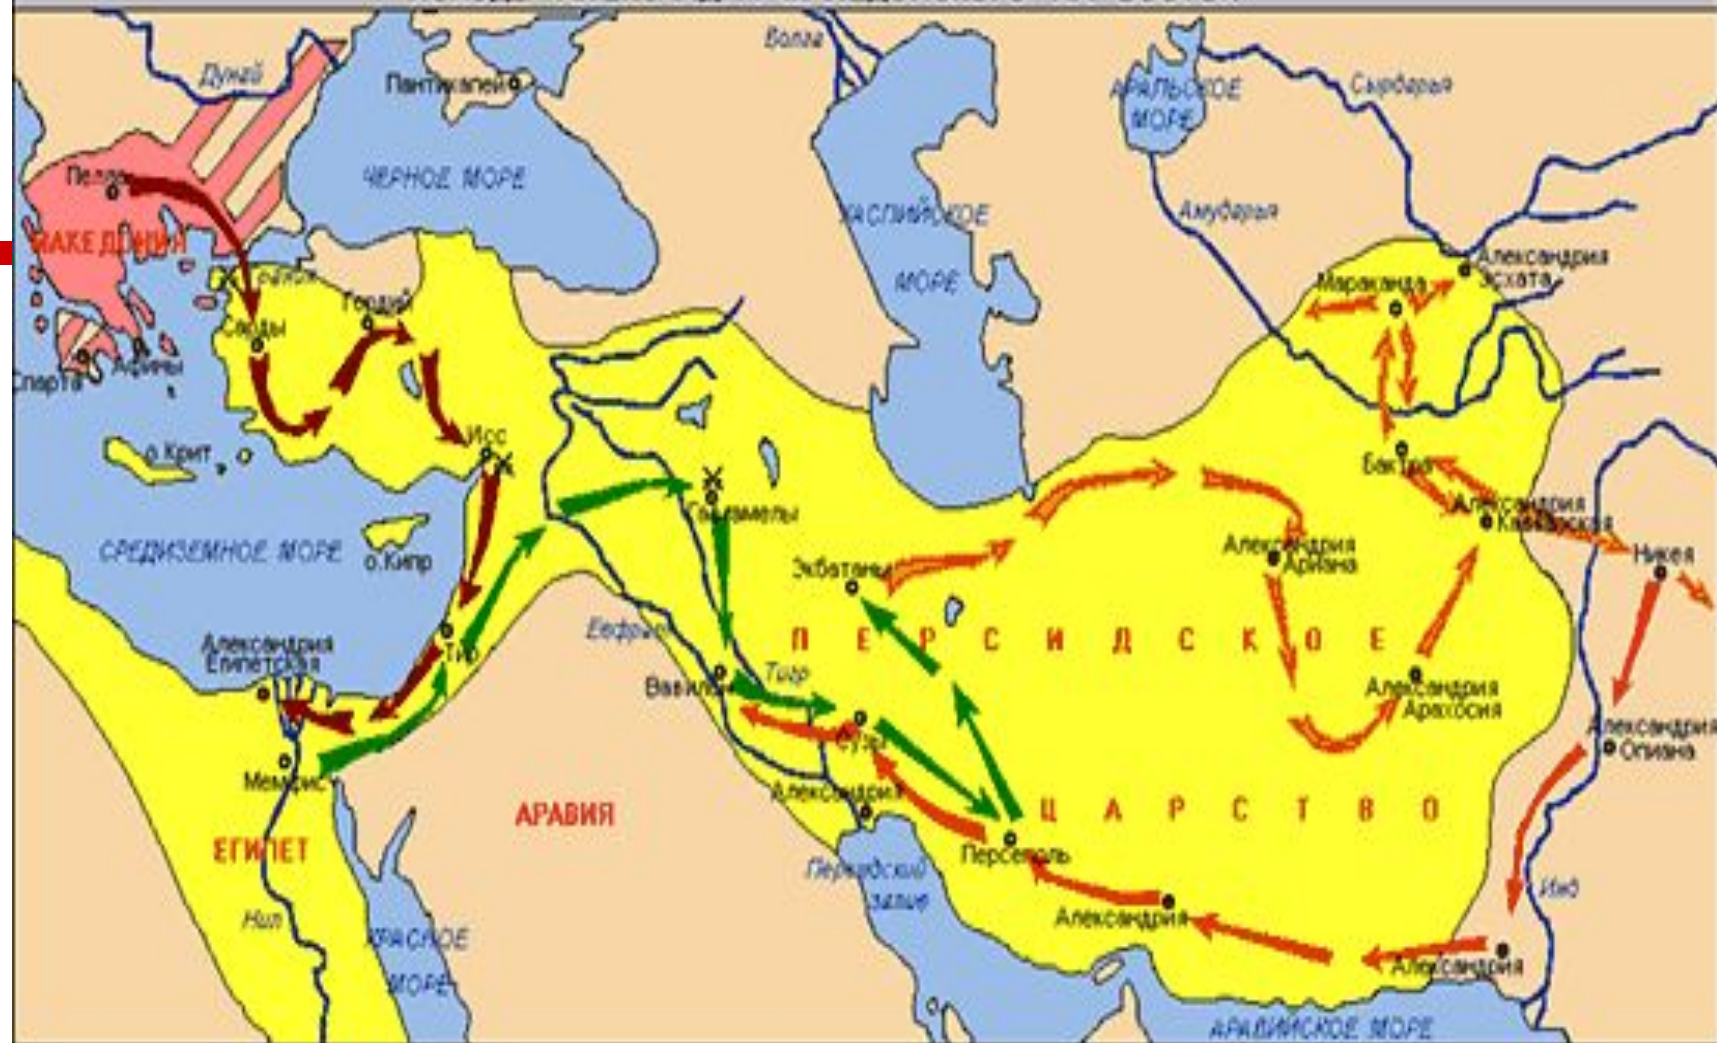 Дунай
Волга
Пантикапей
АРАЛЬСКОЕ
МОРЕ
Сырдарья
Пелла
ЧЕРНОЕ МОРЕ
КАСПИЙСКОЕ
МОРЕ
Амударья
МАКЕДОНИЯ
Александрия
Эсхата
Мараканда
Гордий
Сарды
Спарта
Афины
Исс
о.Крит
Бактра
Александрия
Кавказская
Гавгамелы
СРЕДИЗЕМНОЕ МОРЕ
о.Кипр
Экбатаны
Александрия
Ариана
Никея
Евфрат
ПЕРСИДСКОЕ
Александрия
Египетская
Тир
Вавилон
Тигр
Александрия
Арахосия
Сузы
Александрия
Опиана
Мемфис
Александрия
ЦАРСТВО
АРАВИЯ
ЕГИПЕТ
Персеполь
Персидский
залив
Инд
Нил
КРАСНОЕ
МОРЕ
Александрия
Александрия
АРАВИЙСКОЕ МОРЕ